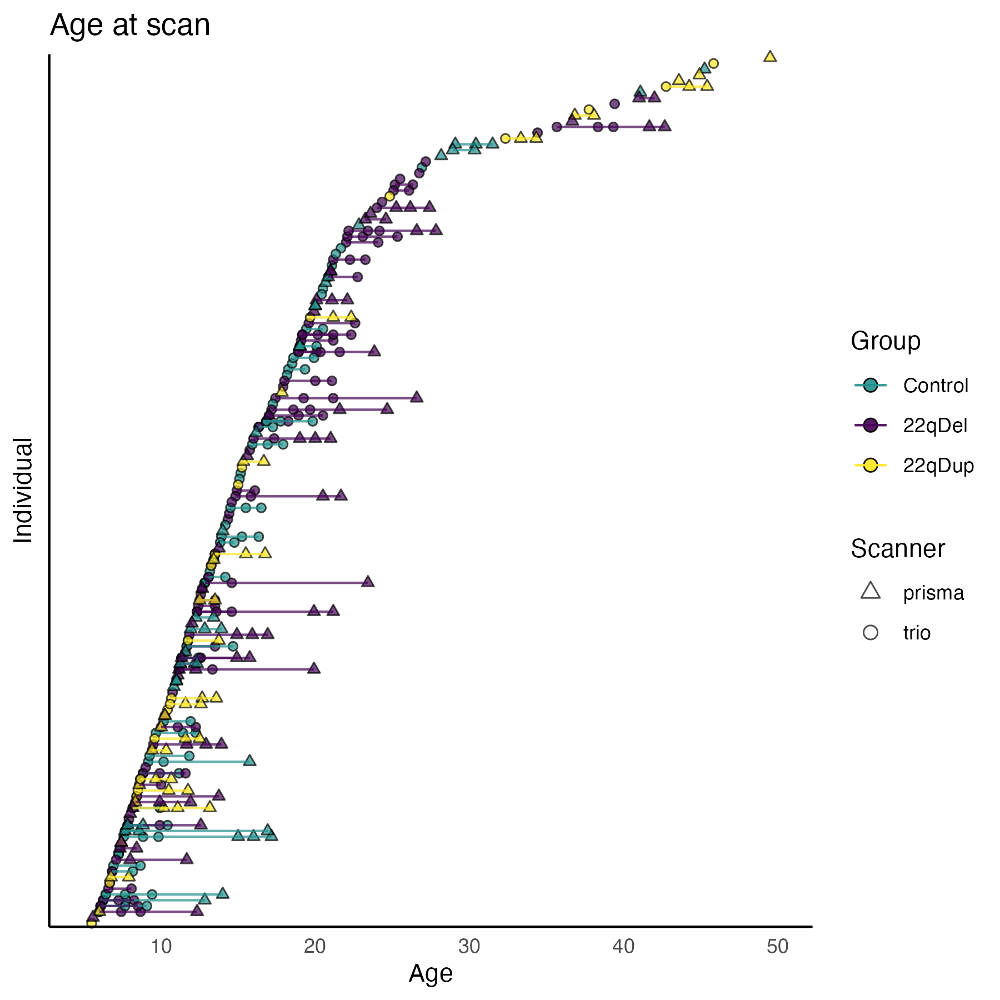 Age at scan
Individual
10 20 30 40 50
Age
Group
Control
22qDel
22qDup
Scanner
prisma
trio